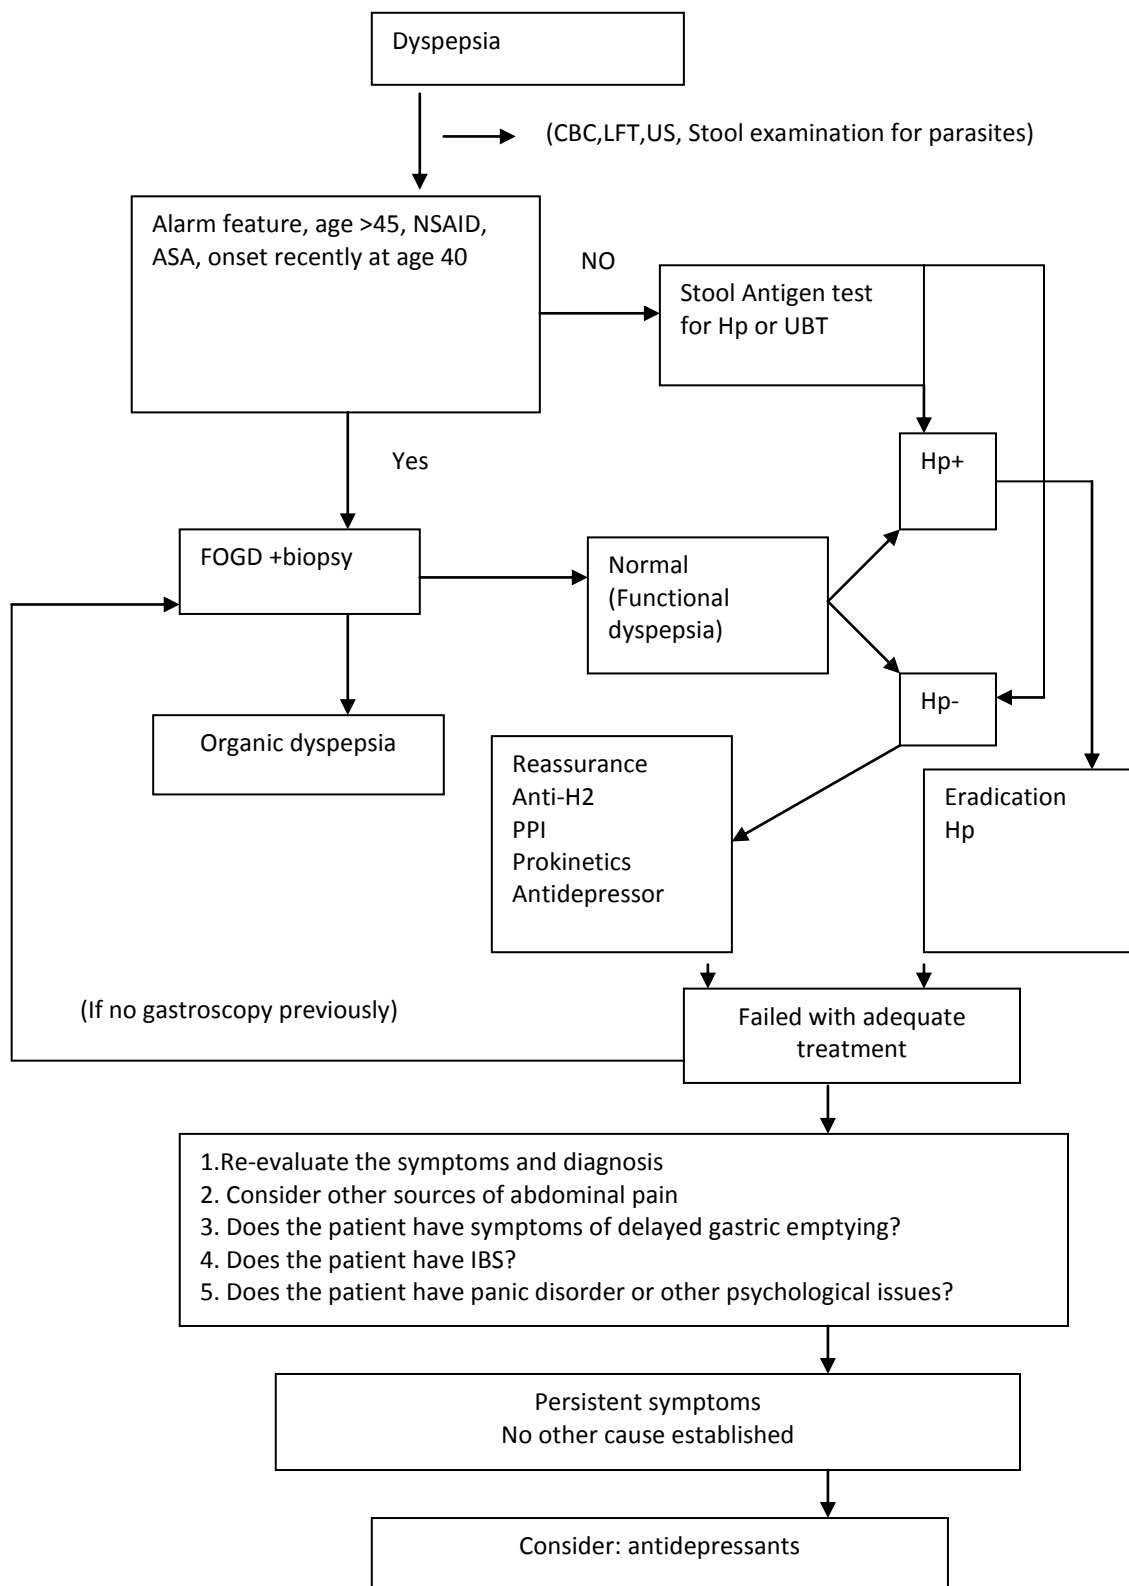 Dyspepsia
(CBC,LFT,US, Stool examination for parasites)
Alarm feature, age >45, NSAID,
ASA, onset recently at age 40
NO
Stool Antigen test
for Hp or UBT
Yes
Hp+
FOGD +biopsy
Normal
(Functional
dyspepsia)
Hp-
Organic dyspepsia
Reassurance
Anti-H2
PPI
Prokinetics
Antidepressor
Eradication
Hp
(If no gastroscopy previously)
Failed with adequate
treatment
1.Re-evaluate the symptoms and diagnosis
2. Consider other sources of abdominal pain
3. Does the patient have symptoms of delayed gastric emptying?
4. Does the patient have IBS?
5. Does the patient have panic disorder or other psychological issues?
Persistent symptoms
No other cause established
Consider: antidepressants